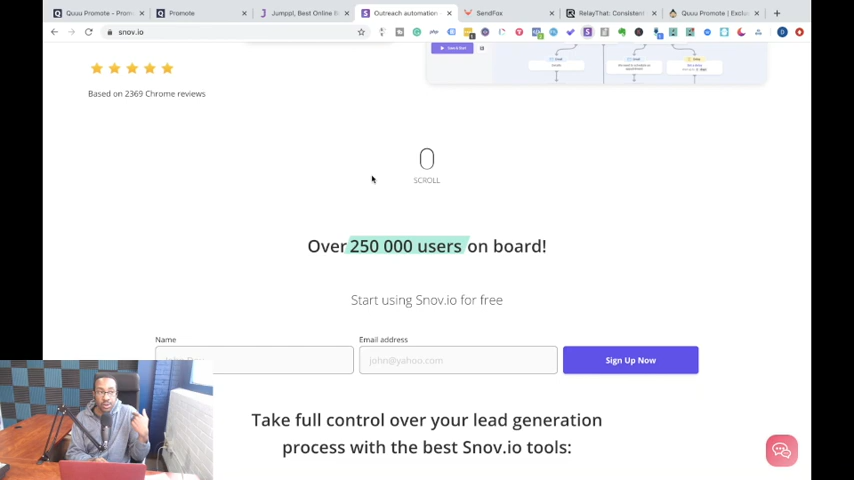 Quuu Promote - Prom
Promote
Jumppl, Best Online B
Outreach automation
SendFox
RelayThat: Consisten
Quuu Promote | Exclu
snov.io
Based on 2369 Chrome reviews
SCROLL
Over 250 000 users on board!
Start using Snov.io for free
Name
Email address
john@yahoo.com
Sign Up Now
Take full control over your lead generation
process with the best Snov.io tools: